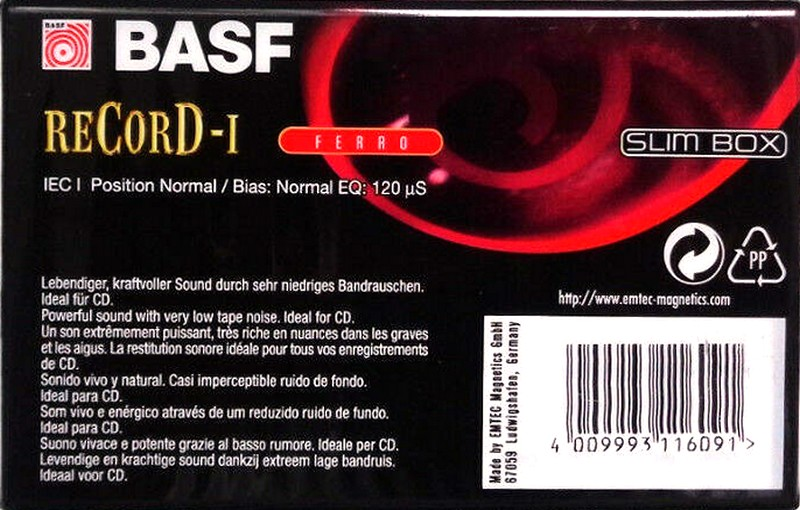 BASF
BASF
RECORD-I
FERRO
SLIM BOX
IEC I Position Normal / Bias: Normal EQ: 120 µS
PP
http://www.emtec-magnetics.com
Lebendiger, kraftvoller Sound durch sehr niedriges Bandrauschen.
Ideal für CD.
Powerful sound with very low tape noise. Ideal for CD.
Un son extrêmement puissant, très riche en nuances dans les graves
et les aigus. La restitution sonore idéale pour tous vos enregistrements
de CD.
Sonido vivo y natural. Casi imperceptible ruido de fondo.
Ideal para CD.
Som vivo e enérgico através de um reduzido ruido de fundo.
Ideal para CD.
Suono vivace e potente grazie al basso rumore. Ideale per CD.
Levendige en krachtige sound dankzij extreem lage bandruis.
Ideaal voor CD.
Made by EMTEC Magnetics GmbH
67059 Ludwigshafen, Germany
4 009993 116091 >